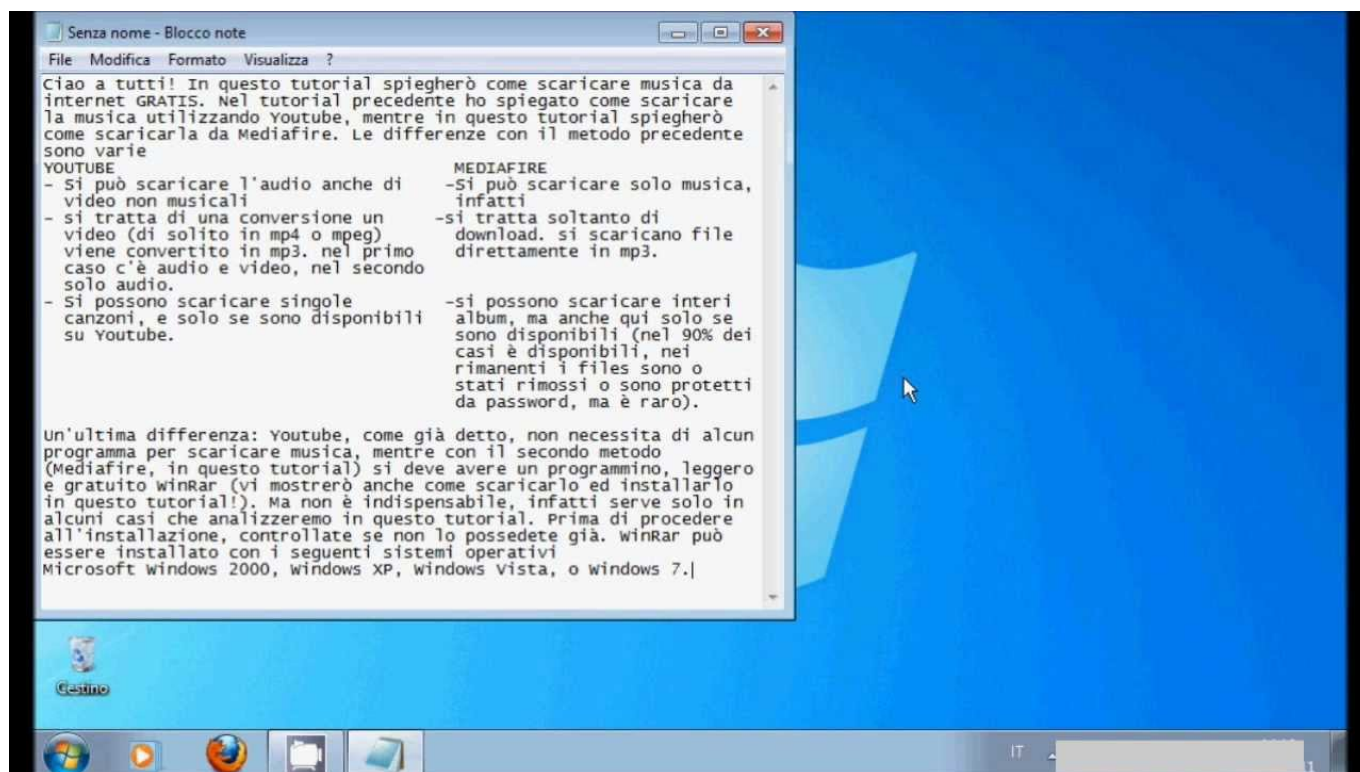 Senza nome - Blocco note
File Modifica Formato Visualizza ?
Ciao a tutti! In questo tutorial spiegherò come scaricare musica da
internet GRATIS. Nel tutorial precedente ho spiegato come scaricare
la musica utilizzando Youtube, mentre in questo tutorial spiegherò
come scaricarla da Mediafire. Le differenze con il metodo precedente
sono varie
YOUTUBE MEDIAFIRE
- Si può scaricare l'audio anche di -Si può scaricare solo musica,
video non musicali infatti
- si tratta di una conversione un -si tratta soltanto di
video (di solito in mp4 o mpeg) download. si scaricano file
viene convertito in mp3. nel primo direttamente in mp3.
caso c'è audio e video, nel secondo
solo audio.
- Si possono scaricare singole -si possono scaricare interi
canzoni, e solo se sono disponibili album, ma anche qui solo se
su Youtube. sono disponibili (nel 90% dei
casi è disponibili, nei
rimanenti i files sono o
stati rimossi o sono protetti
da password, ma è raro).
Un'ultima differenza: Youtube, come già detto, non necessita di alcun
programma per scaricare musica, mentre con il secondo metodo
(Mediafire, in questo tutorial) si deve avere un programmino, leggero
e gratuito WinRar (vi mostrerò anche come scaricarlo ed installarlo
in questo tutorial!). Ma non è indispensabile, infatti serve solo in
alcuni casi che analizzeremo in questo tutorial. Prima di procedere
all'installazione, controllate se non lo possedete già. WinRar può
essere installato con i seguenti sistemi operativi
Microsoft Windows 2000, Windows XP, Windows Vista, o Windows 7.
Cestino
IT